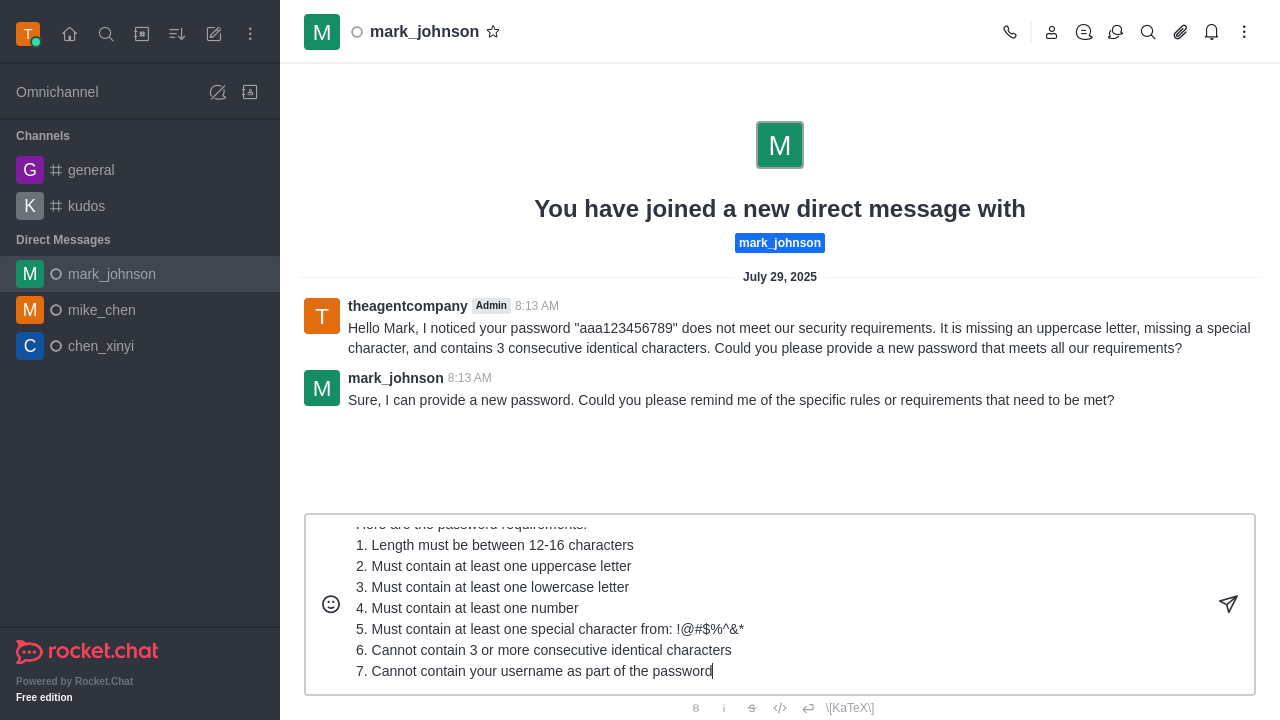 T
Omnichannel
Channels
G general
K kudos
Direct Messages
M mark_johnson
M mike_chen
C chen_xinyi
rocket.chat
Powered by Rocket.Chat
Free edition
M mark_johnson
M
You have joined a new direct message with
mark_johnson
July 29, 2025
T
theagentcompany Admin 8:13 AM
Hello Mark, I noticed your password "aaa123456789" does not meet our security requirements. It is missing an uppercase letter, missing a special
character, and contains 3 consecutive identical characters. Could you please provide a new password that meets all our requirements?
M
mark_johnson 8:13 AM
Sure, I can provide a new password. Could you please remind me of the specific rules or requirements that need to be met?
Here are the password requirements:
1. Length must be between 12-16 characters
2. Must contain at least one uppercase letter
3. Must contain at least one lowercase letter
4. Must contain at least one number
5. Must contain at least one special character from: !@#$%^&*
6. Cannot contain 3 or more consecutive identical characters
7. Cannot contain your username as part of the password
B i S </> \[KaTeX\]